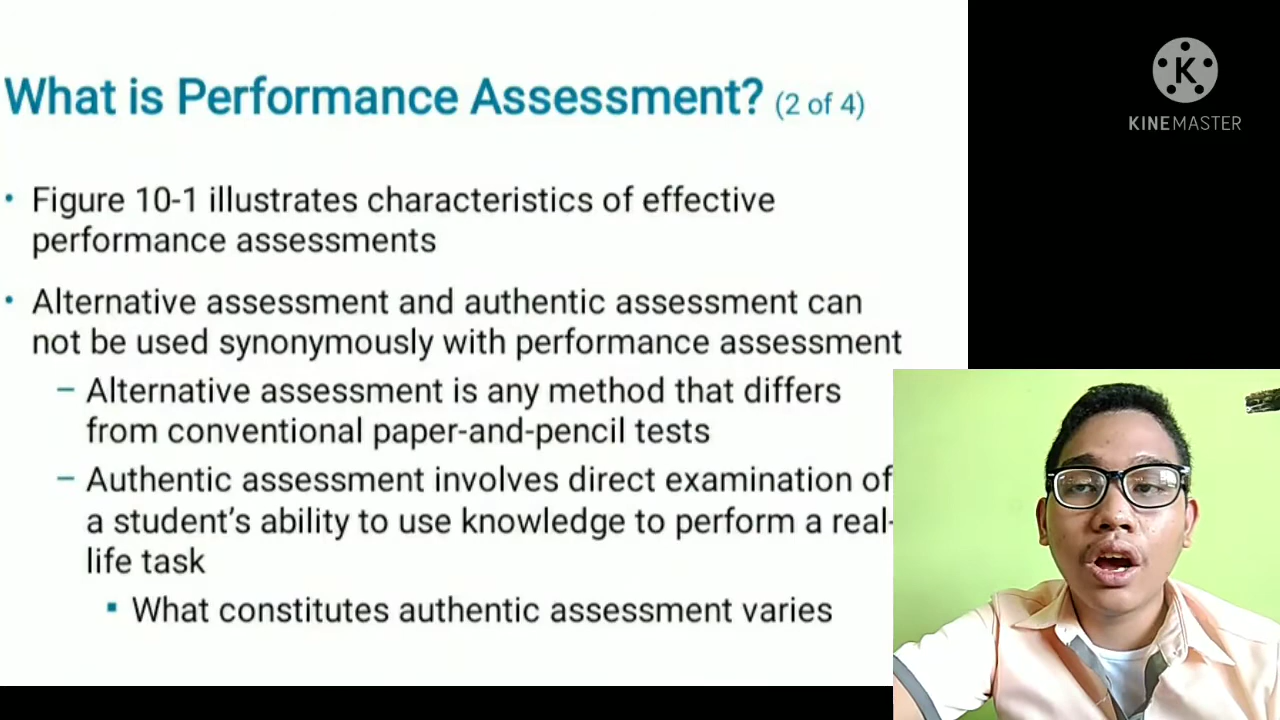 What is Performance Assessment? (2 of 4)
• Figure 10-1 illustrates characteristics of effective
performance assessments
• Alternative assessment and authentic assessment can
not be used synonymously with performance assessment
– Alternative assessment is any method that differs
from conventional paper-and-pencil tests
– Authentic assessment involves direct examination of
a student's ability to use knowledge to perform a real-
life task
▪ What constitutes authentic assessment varies
K
KINEMASTER